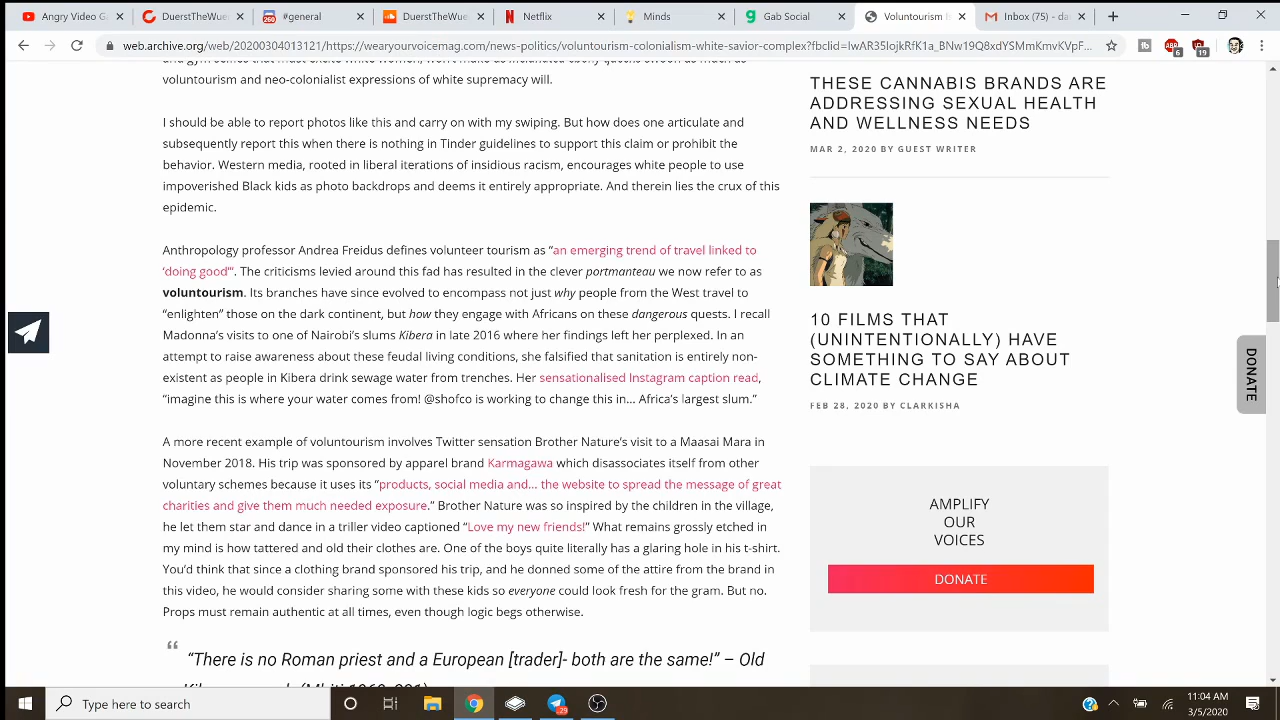 Angry Video G
DuerstTheWue
#general
DuerstTheWue
Netflix
Minds
Gab Social
Voluntourism I
Inbox (75) - da
web.archive.org/web/20200304013121/https://wearyourvoicemag.com/news-politics/voluntourism-colonialism-white-savior-complex?fbclid=IwAR35IojKRfK1a_BNw19Q8xdYSMmKmvKVpF...
6
19
voluntourism and neo-colonialist expressions of white supremacy will.
I should be able to report photos like this and carry on with my swiping. But how does one articulate and
subsequently report this when there is nothing in Tinder guidelines to support this claim or prohibit the
behavior. Western media, rooted in liberal iterations of insidious racism, encourages white people to use
impoverished Black kids as photo backdrops and deems it entirely appropriate. And therein lies the crux of this
epidemic.
Anthropology professor Andrea Freidus defines volunteer tourism as “an emerging trend of travel linked to
‘doing good’”. The criticisms levied around this fad has resulted in the clever portmanteau we now refer to as
voluntourism. Its branches have since evolved to encompass not just why people from the West travel to
“enlighten” those on the dark continent, but how they engage with Africans on these dangerous quests. I recall
Madonna’s visits to one of Nairobi’s slums Kibera in late 2016 where her findings left her perplexed. In an
attempt to raise awareness about these feudal living conditions, she falsified that sanitation is entirely non-
existent as people in Kibera drink sewage water from trenches. Her sensationalised Instagram caption read,
“imagine this is where your water comes from! @shofco is working to change this in… Africa’s largest slum.”
A more recent example of voluntourism involves Twitter sensation Brother Nature’s visit to a Maasai Mara in
November 2018. His trip was sponsored by apparel brand Karmagawa which disassociates itself from other
voluntary schemes because it uses its “products, social media and… the website to spread the message of great
charities and give them much needed exposure.” Brother Nature was so inspired by the children in the village,
he let them star and dance in a triller video captioned “Love my new friends!” What remains grossly etched in
my mind is how tattered and old their clothes are. One of the boys quite literally has a glaring hole in his t-shirt.
You’d think that since a clothing brand sponsored his trip, and he donned some of the attire from the brand in
this video, he would consider sharing some with these kids so everyone could look fresh for the gram. But no.
Props must remain authentic at all times, even though logic begs otherwise.
“There is no Roman priest and a European [trader]- both are the same!” – Old
THESE CANNABIS BRANDS ARE
ADDRESSING SEXUAL HEALTH
AND WELLNESS NEEDS
MAR 2, 2020 BY GUEST WRITER
10 FILMS THAT
(UNINTENTIONALLY) HAVE
SOMETHING TO SAY ABOUT
CLIMATE CHANGE
FEB 28, 2020 BY CLARKISHA
AMPLIFY
OUR
VOICES
DONATE
DONATE
Type here to search
29
11:04 AM
3/5/2020